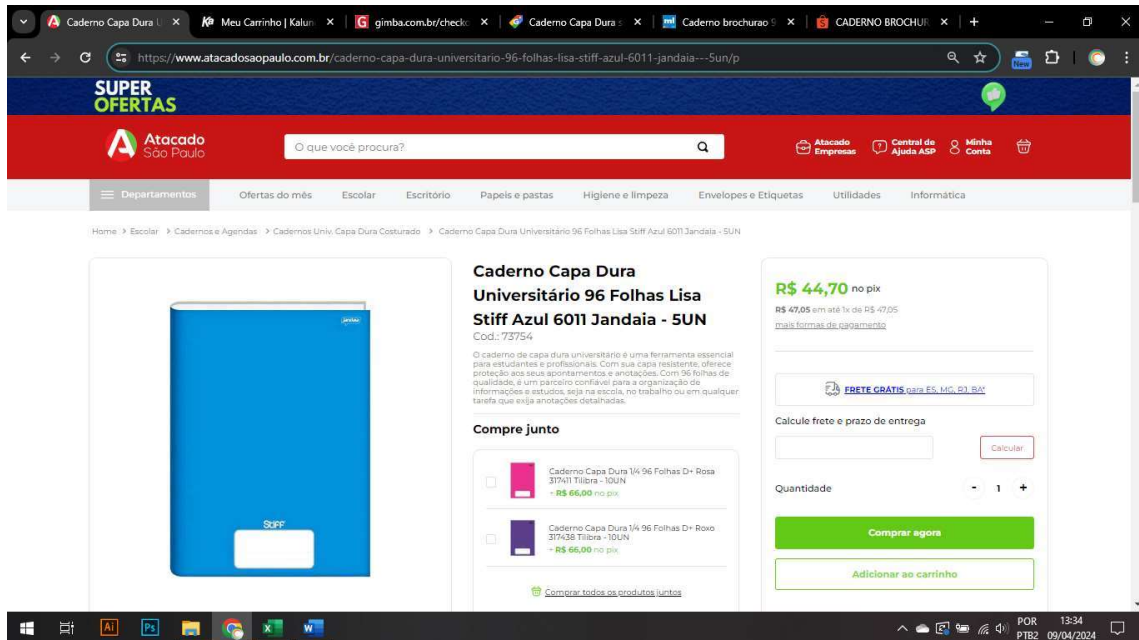 Caderno Capa Dura U
Meu Carrinho | Kalun
gimba.com.br/checkc
Caderno Capa Dura s
Caderno brochurao 9
CADERNO BROCHUR
https://www.atacadosaopaulo.com.br/caderno-capa-dura-universitario-96-folhas-lisa-stiff-azul-6011-jandaia---5un/p
New
SUPER
OFERTAS
Atacado
São Paulo
O que você procura?
Atacado
Empresas
Central de
Ajuda ASP
Minha
Conta
Departamentos
Ofertas do mês
Escolar
Escritório
Papeis e pastas
Higiene e limpeza
Envelopes e Etiquetas
Utilidades
Informática
Home > Escolar > Cadernos e Agendas > Cadernos Univ. Capa Dura Costurado > Caderno Capa Dura Universitário 96 Folhas Lisa Stiff Azul 6011 Jandaia - 5UN
jandaia
Stiff
Caderno Capa Dura
Universitário 96 Folhas Lisa
Stiff Azul 6011 Jandaia - 5UN
Cod.: 73754
O caderno de capa dura universitário é uma ferramenta essencial
para estudantes e profissionais. Com sua capa resistente, oferece
proteção aos seus apontamentos e anotações. Com 96 folhas de
qualidade, é um parceiro confiável para a organização de
informações e estudos, seja na escola, no trabalho ou em qualquer
tarefa que exija anotações detalhadas.
Compre junto
Caderno Capa Dura 1/4 96 Folhas D+ Rosa
317411 Tilibra - 10UN
+ R$ 66,00 no pix
Caderno Capa Dura 1/4 96 Folhas D+ Roxo
317438 Tilibra - 10UN
+ R$ 66,00 no pix
Comprar todos os produtos juntos
R$ 44,70 no pix
R$ 47,05 em até 1x de R$ 47,05
mais formas de pagamento
FRETE GRÁTIS para ES, MG, RJ, BA*
Calcule frete e prazo de entrega
Calcular
Quantidade
- 1 +
Comprar agora
Adicionar ao carrinho
Ai
Ps
POR
PTB2
13:34
09/04/2024